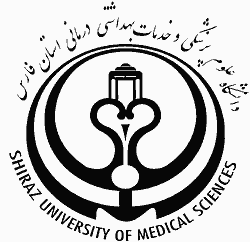 دانشگاه علوم پزشکی و خدمات بهداشتی درمانی استان فارس
SHIRAZ UNIVERSITY OF MEDICAL SCIENCES